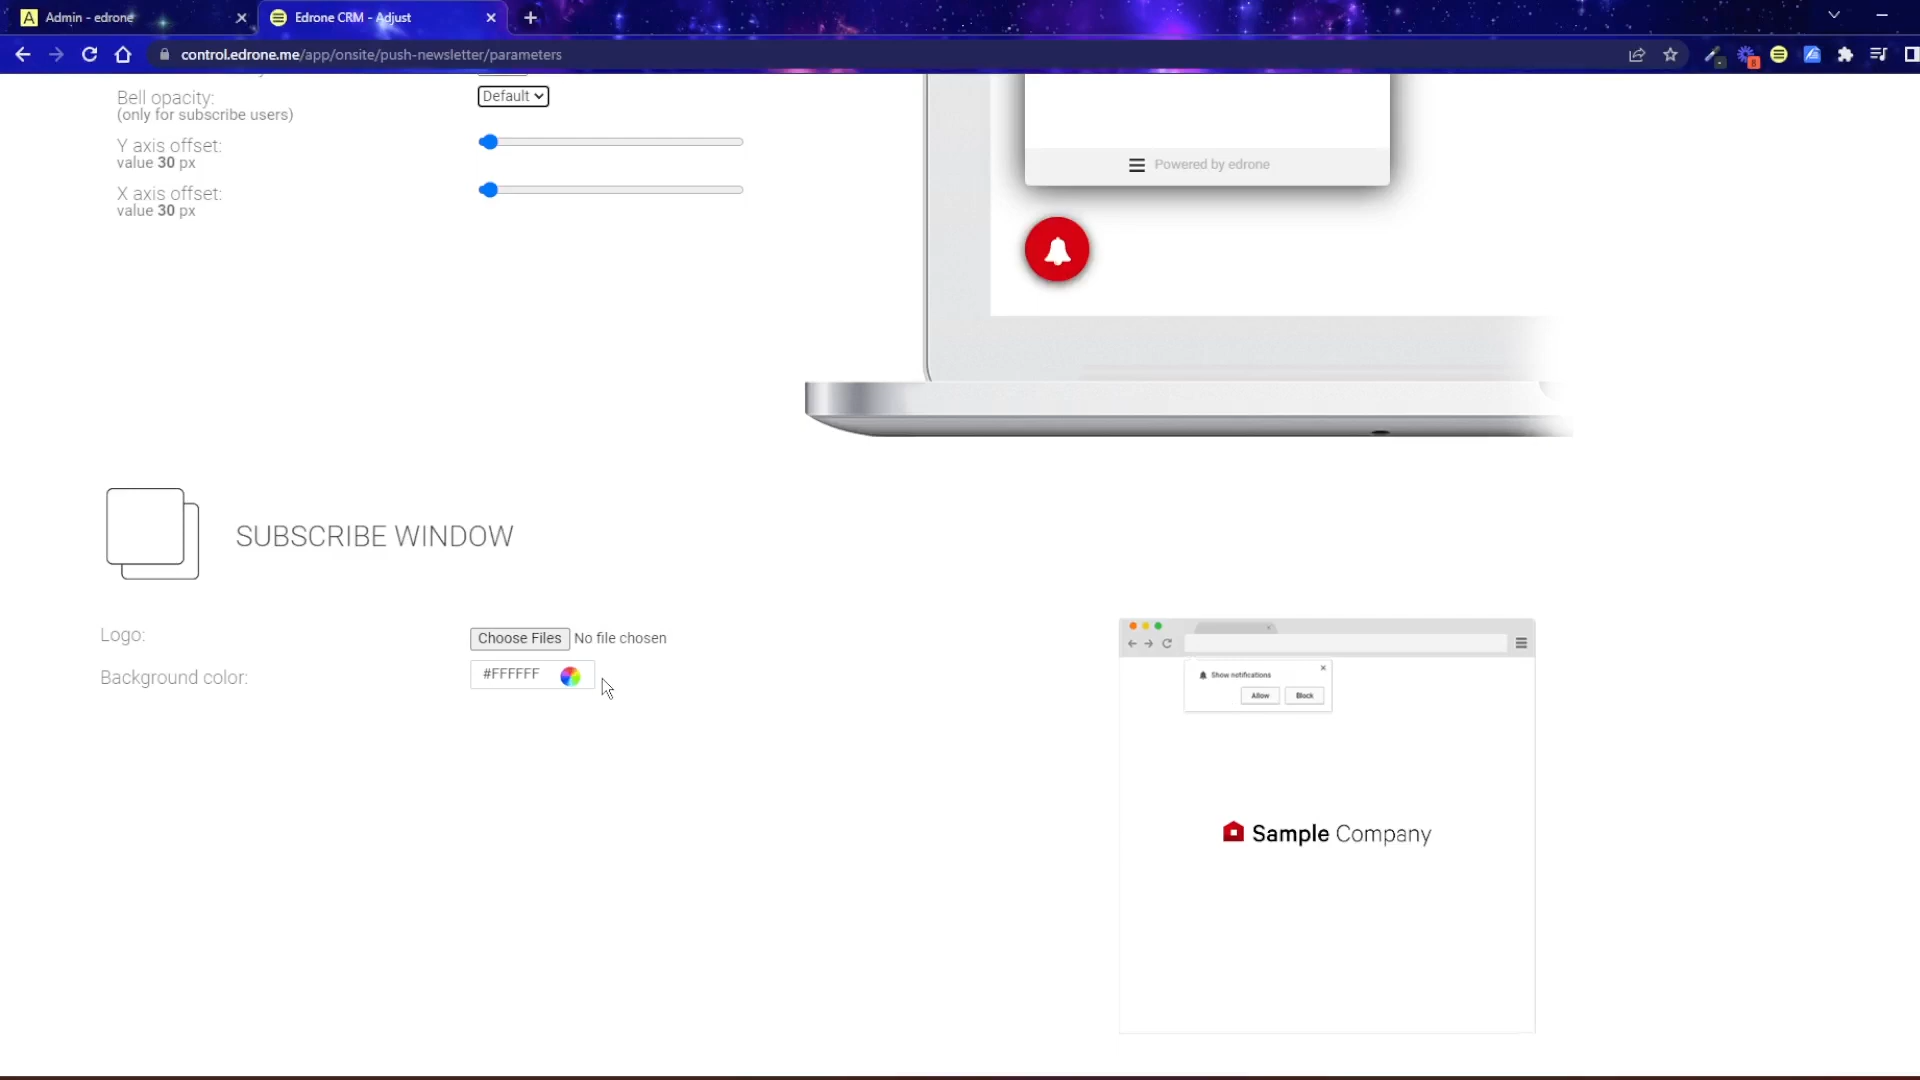 Admin - edrone
Edrone CRM - Adjust
control.edrone.me/app/onsite/push-newsletter/parameters
8
Bell opacity:
(only for subscribe users)
Default
Y axis offset:
value 30 px
X axis offset:
value 30 px
Powered by edrone
SUBSCRIBE WINDOW
Logo:
Choose Files No file chosen
Background color:
#FFFFFF
Show notifications
Allow
Block
Sample Company